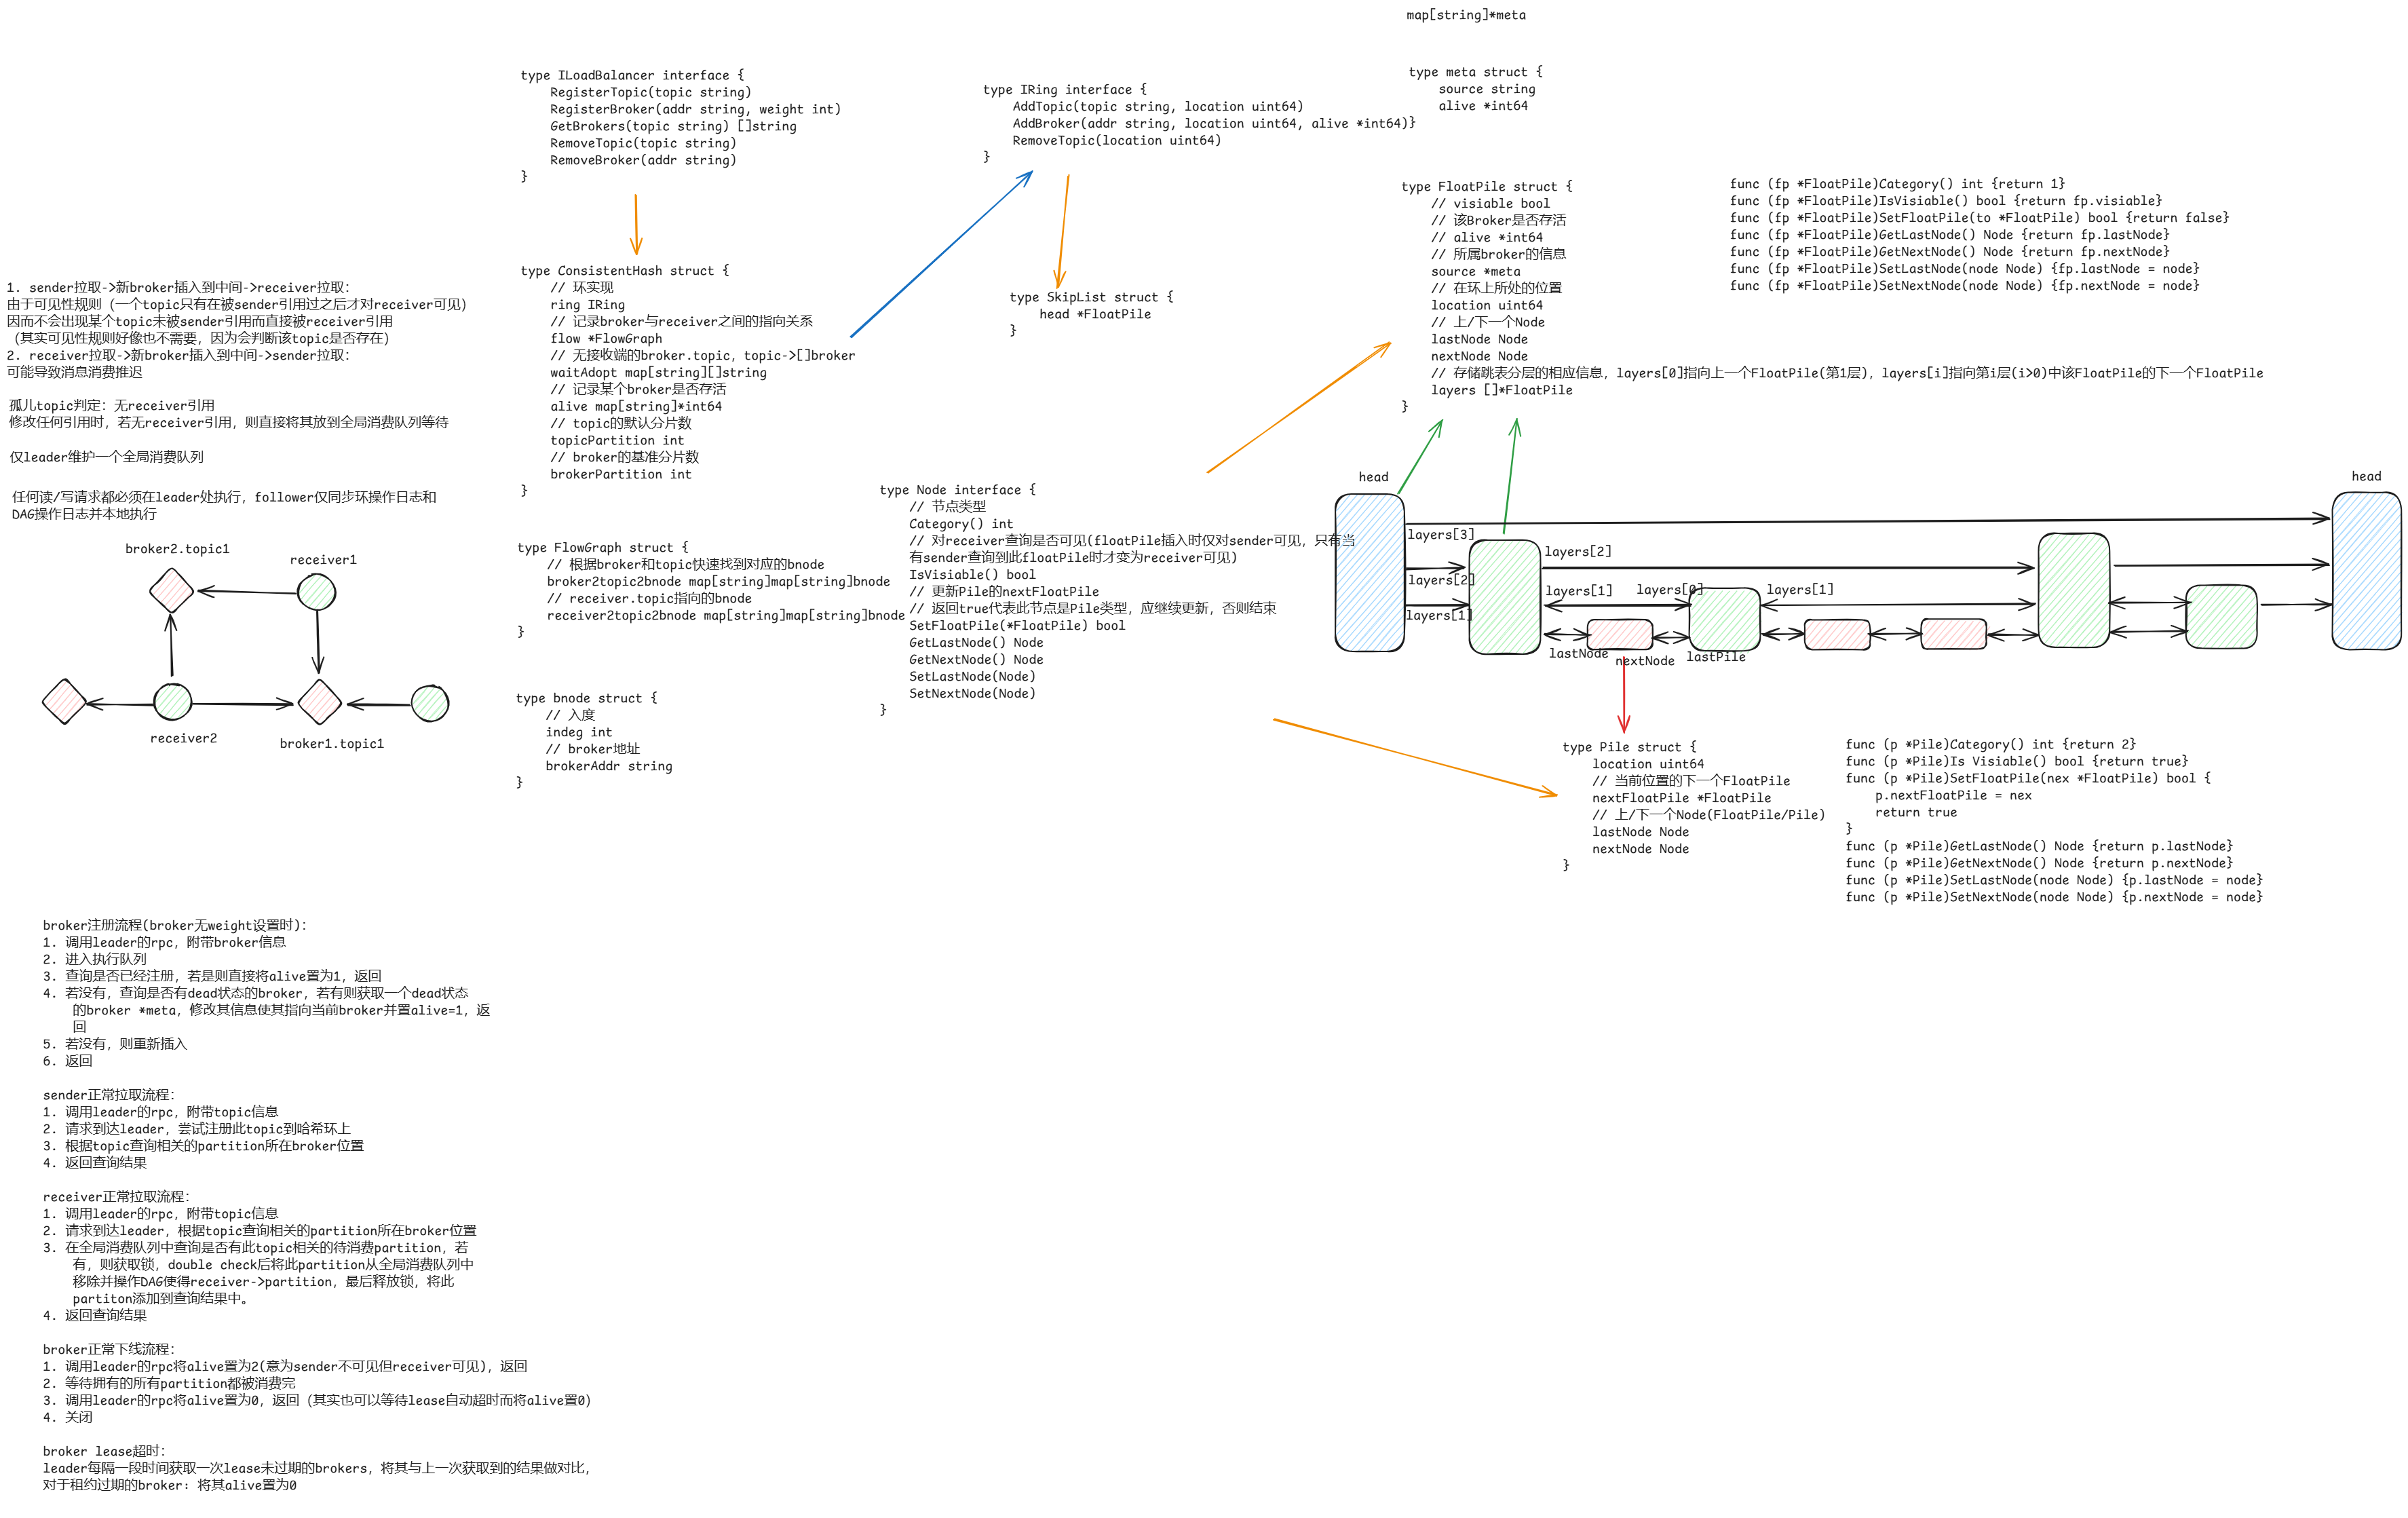 map[string]*meta
type ILoadBalancer interface {
    RegisterTopic(topic string)
    RegisterBroker(addr string, weight int)
    GetBrokers(topic string) []string
    RemoveTopic(topic string)
    RemoveBroker(addr string)
}
type IRing interface {
    AddTopic(topic string, location uint64)
    AddBroker(addr string, location uint64, alive *int64)}
    RemoveTopic(location uint64)
}
type meta struct {
    source string
    alive *int64
type FloatPile struct {
    // visiable bool
    // 该Broker是否存活
    // alive *int64
    // 所属broker的信息
    source *meta
    // 在环上所处的位置
    location uint64
    // 上/下一个Node
    lastNode Node
    nextNode Node
    // 存储跳表分层的相应信息，layers[0]指向上一个FloatPile(第1层)，layers[i]指向第i层(i>0)中该FloatPile的下一个FloatPile
    layers []*FloatPile
}
func (fp *FloatPile)Category() int {return 1}
func (fp *FloatPile)IsVisiable() bool {return fp.visiable}
func (fp *FloatPile)SetFloatPile(to *FloatPile) bool {return false}
func (fp *FloatPile)GetLastNode() Node {return fp.lastNode}
func (fp *FloatPile)GetNextNode() Node {return fp.nextNode}
func (fp *FloatPile)SetLastNode(node Node) {fp.lastNode = node}
func (fp *FloatPile)SetNextNode(node Node) {fp.nextNode = node}
type ConsistentHash struct {
    // 环实现
    ring IRing
    // 记录broker与receiver之间的指向关系
    flow *FlowGraph
    // 无接收端的broker.topic，topic->[]broker
    waitAdopt map[string][]string
    // 记录某个broker是否存活
    alive map[string]*int64
    // topic的默认分片数
    topicPartition int
    // broker的基准分片数
    brokerPartition int
}
type SkipList struct {
    head *FloatPile
}
1. sender拉取->新broker插入到中间->receiver拉取：
由于可见性规则（一个topic只有在被sender引用过之后才对receiver可见）
因而不会出现某个topic未被sender引用而直接被receiver引用
（其实可见性规则好像也不需要，因为会判断该topic是否存在）
2. receiver拉取->新broker插入到中间->sender拉取：
可能导致消息消费推迟
孤儿topic判定：无receiver引用
修改任何引用时，若无receiver引用，则直接将其放到全局消费队列等待
仅leader维护一个全局消费队列
任何读/写请求都必须在leader处执行，follower仅同步环操作日志和
DAG操作日志并本地执行
broker2.topic1
receiver1
receiver2
broker1.topic1
type FlowGraph struct {
    // 根据broker和topic快速找到对应的bnode
    broker2topic2bnode map[string]map[string]bnode
    // receiver.topic指向的bnode
    receiver2topic2bnode map[string]map[string]bnode
}
type bnode struct {
    // 入度
    indeg int
    // broker地址
    brokerAddr string
}
type Node interface {
    // 节点类型
    Category() int
    // 对receiver查询是否可见(floatPile插入时仅对sender可见，只有当
    有sender查询到此floatPile时才变为receiver可见)
    IsVisiable() bool
    // 更新Pile的nextFloatPile
    // 返回true代表此节点是Pile类型，应继续更新，否则结束
    SetFloatPile(*FloatPile) bool
    GetLastNode() Node
    GetNextNode() Node
    SetLastNode(Node)
    SetNextNode(Node)
}
head
head
layers[3]
layers[2]
layers[2]
layers[1]
layers[0]
layers[1]
layers[1]
lastNode
nextNode
lastPile
type Pile struct {
    location uint64
    // 当前位置的下一个FloatPile
    nextFloatPile *FloatPile
    // 上/下一个Node(FloatPile/Pile)
    lastNode Node
    nextNode Node
}
func (p *Pile)Category() int {return 2}
func (p *Pile)Is Visiable() bool {return true}
func (p *Pile)SetFloatPile(nex *FloatPile) bool {
    p.nextFloatPile = nex
    return true
}
func (p *Pile)GetLastNode() Node {return p.lastNode}
func (p *Pile)GetNextNode() Node {return p.nextNode}
func (p *Pile)SetLastNode(node Node) {p.lastNode = node}
func (p *Pile)SetNextNode(node Node) {p.nextNode = node}
broker注册流程(broker无weight设置时)：
1. 调用leader的rpc，附带broker信息
2. 进入执行队列
3. 查询是否已经注册，若是则直接将alive置为1，返回
4. 若没有，查询是否有dead状态的broker，若有则获取一个dead状态
的broker *meta，修改其信息使其指向当前broker并置alive=1，返
回
5. 若没有，则重新插入
6. 返回
sender正常拉取流程：
1. 调用leader的rpc，附带topic信息
2. 请求到达leader，尝试注册此topic到哈希环上
3. 根据topic查询相关的partition所在broker位置
4. 返回查询结果
receiver正常拉取流程：
1. 调用leader的rpc，附带topic信息
2. 请求到达leader，根据topic查询相关的partition所在broker位置
3. 在全局消费队列中查询是否有此topic相关的待消费partition，若
有，则获取锁，double check后将此partition从全局消费队列中
移除并操作DAG使得receiver->partition，最后释放锁，将此
partiton添加到查询结果中。
4. 返回查询结果
broker正常下线流程：
1. 调用leader的rpc将alive置为2(意为sender不可见但receiver可见)，返回
2. 等待拥有的所有partition都被消费完
3. 调用leader的rpc将alive置为0，返回（其实也可以等待lease自动超时而将alive置0）
4. 关闭
broker lease超时：
leader每隔一段时间获取一次lease未过期的brokers，将其与上一次获取到的结果做对比，
对于租约过期的broker：将其alive置为0